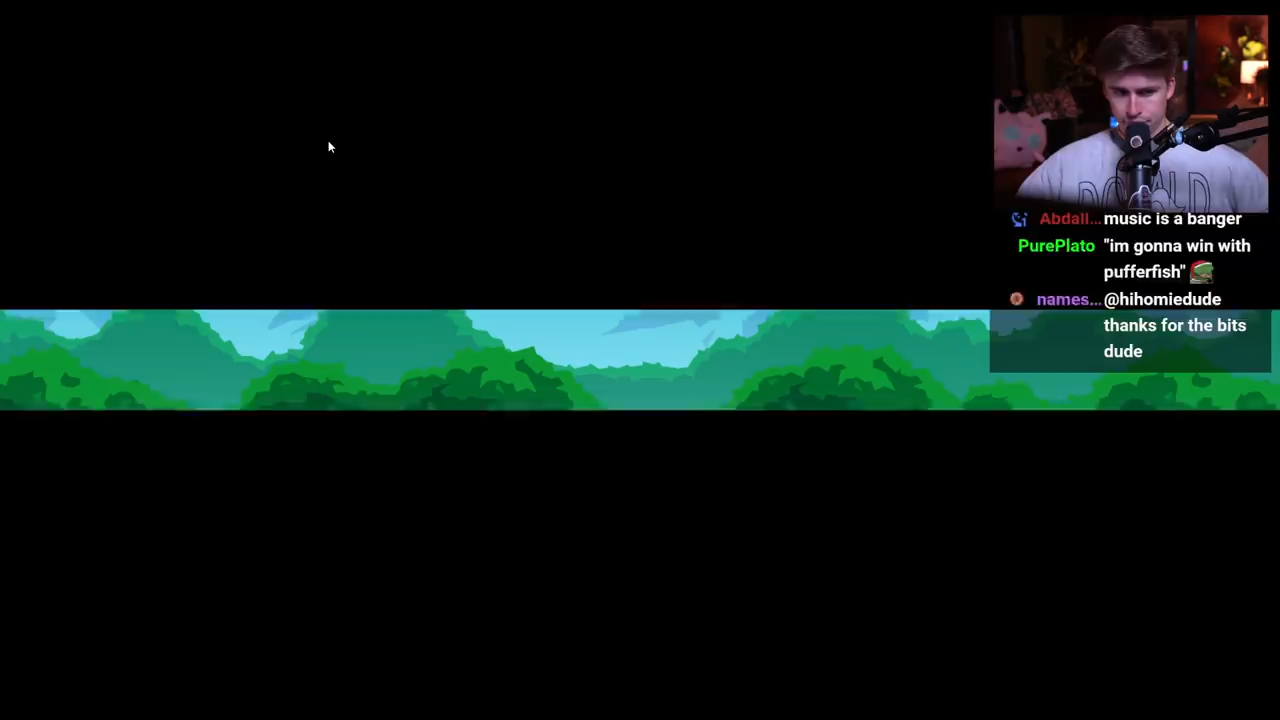 Abdall... music is a banger
PurePlato "im gonna win with
pufferfish"
names... @hihomiedude
thanks for the bits
dude